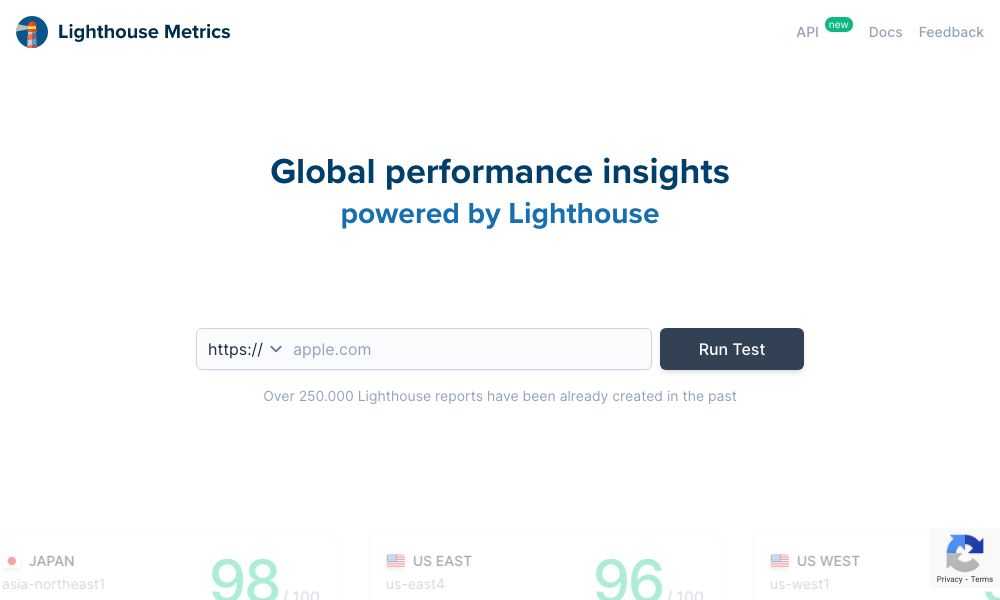 Lighthouse Metrics
API new Docs Feedback
Global performance insights
powered by Lighthouse
https:// apple.com Run Test
Over 250.000 Lighthouse reports have been already created in the past
JAPAN 98 / 100 US EAST 96 / 100 US WEST
asia-northeast1 us-east4 us-west1
Privacy - Terms